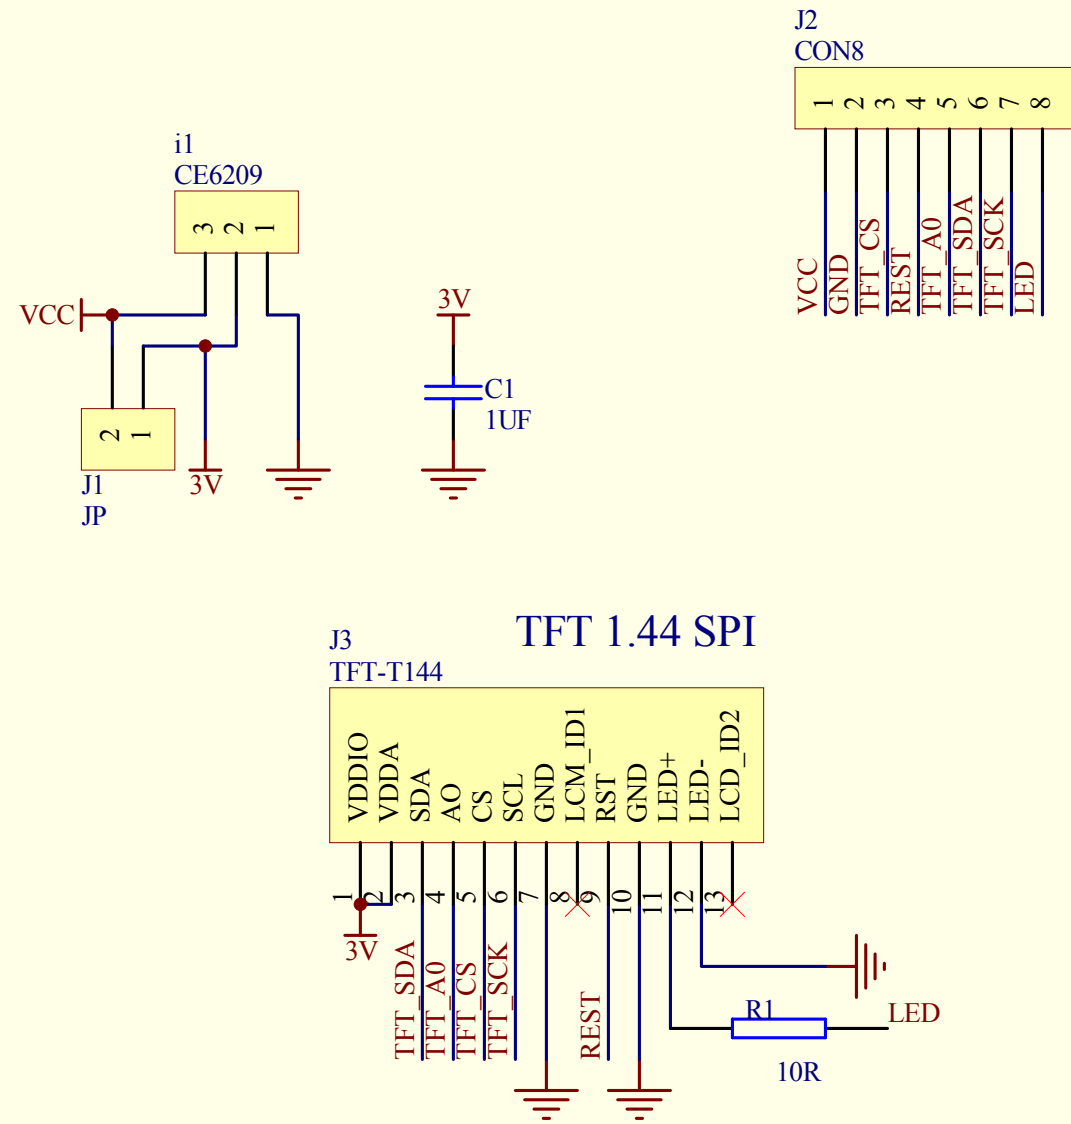 J2
CON8
1 2 3 4 5 6 7 8
VCC
GND
TFT_CS
REST
TFT_A0
TFT_SDA
TFT_SCK
LED
i1
CE6209
3 2 1
VCC
2 1
J1
JP
3V
3V
C1
1UF
TFT 1.44 SPI
J3
TFT-T144
VDDIO
VDDA
SDA
AO
CS
SCL
GND
LCM_ID1
RST
GND
LED+
LED-
LCD_ID2
1 2 3 4 5 6 7 8 9 10 11 12 13
3V
TFT_SDA
TFT_A0
TFT_CS
TFT_SCK
REST
R1
LED
10R